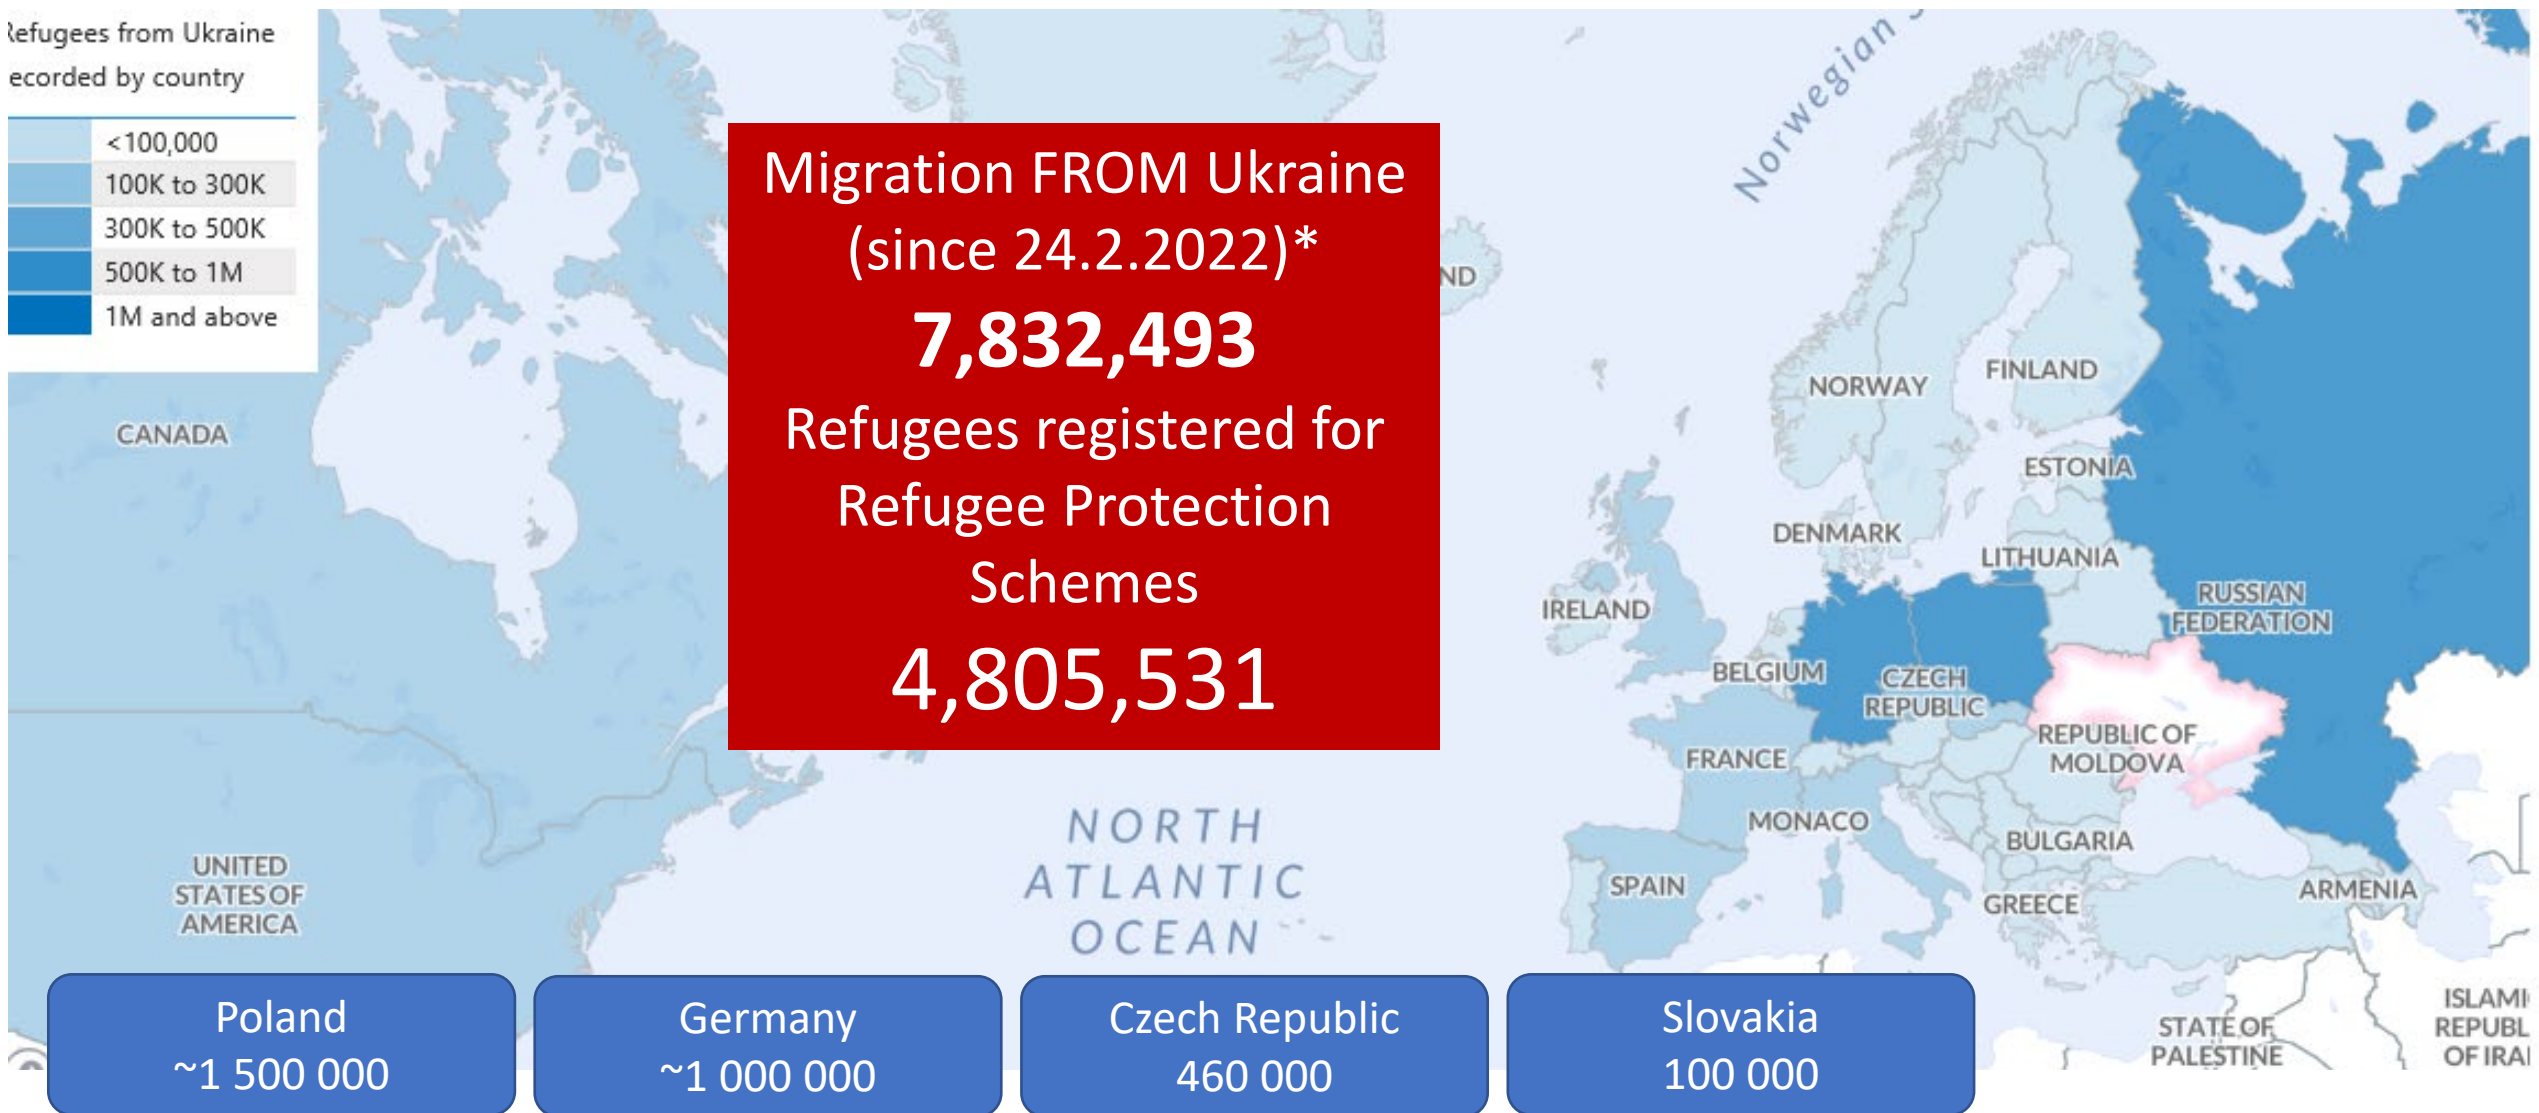 Refugees from Ukraine
ecorded by country
<100,000
100K to 300K
300K to 500K
500K to 1M
1M and above
Migration FROM Ukraine
(since 24.2.2022)*
7,832,493
Refugees registered for
Refugee Protection
Schemes
4,805,531
Norwegian
ND
CANADA
NORWAY
FINLAND
ESTONIA
DENMARK
LITHUANIA
IRELAND
RUSSIAN
FEDERATION
BELGIUM
CZECH
REPUBLIC
REPUBLIC OF
MOLDOVA
FRANCE
MONACO
BULGARIA
SPAIN
GREECE
ARMENIA
UNITED
STATES OF
AMERICA
NORTH
ATLANTIC
OCEAN
STATE OF
PALESTINE
ISLAMI
REPUBL
OF IRA
Poland
~1 500 000
Germany
~1 000 000
Czech Republic
460 000
Slovakia
100 000